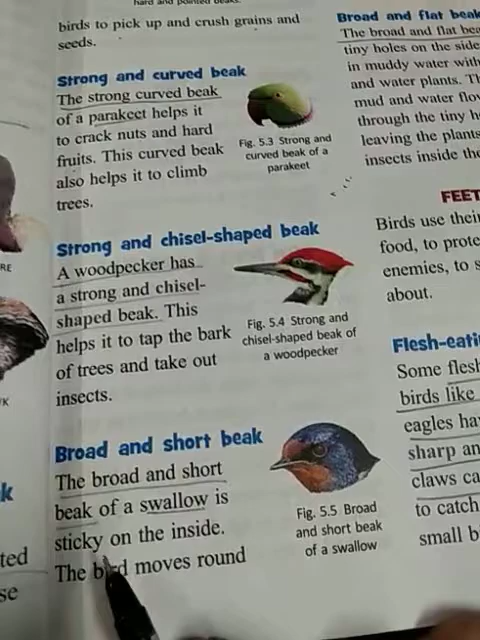 hard and pointed beaks.
birds to pick up and crush grains and
seeds.
Strong and curved beak
The strong curved beak
of a parakeet helps it
to crack nuts and hard
fruits. This curved beak
also helps it to climb
trees.
Fig. 5.3 Strong and
curved beak of a
parakeet
Strong and chisel-shaped beak
A woodpecker has
a strong and chisel-
shaped beak. This
helps it to tap the bark
of trees and take out
insects.
Fig. 5.4 Strong and
chisel-shaped beak of
a woodpecker
Broad and short beak
The broad and short
beak of a swallow is
sticky on the inside.
The bird moves round
Fig. 5.5 Broad
and short beak
of a swallow
Broad and flat beak
The broad and flat bea
tiny holes on the side
in muddy water with
and water plants. Th
mud and water flow
through the tiny h
leaving the plants
insects inside the
FEET
Birds use their
food, to prote
enemies, to s
about.
Flesh-eati
Some flesh
birds like
eagles ha
sharp an
claws ca
to catch
small b
RE
K
k
ted
se